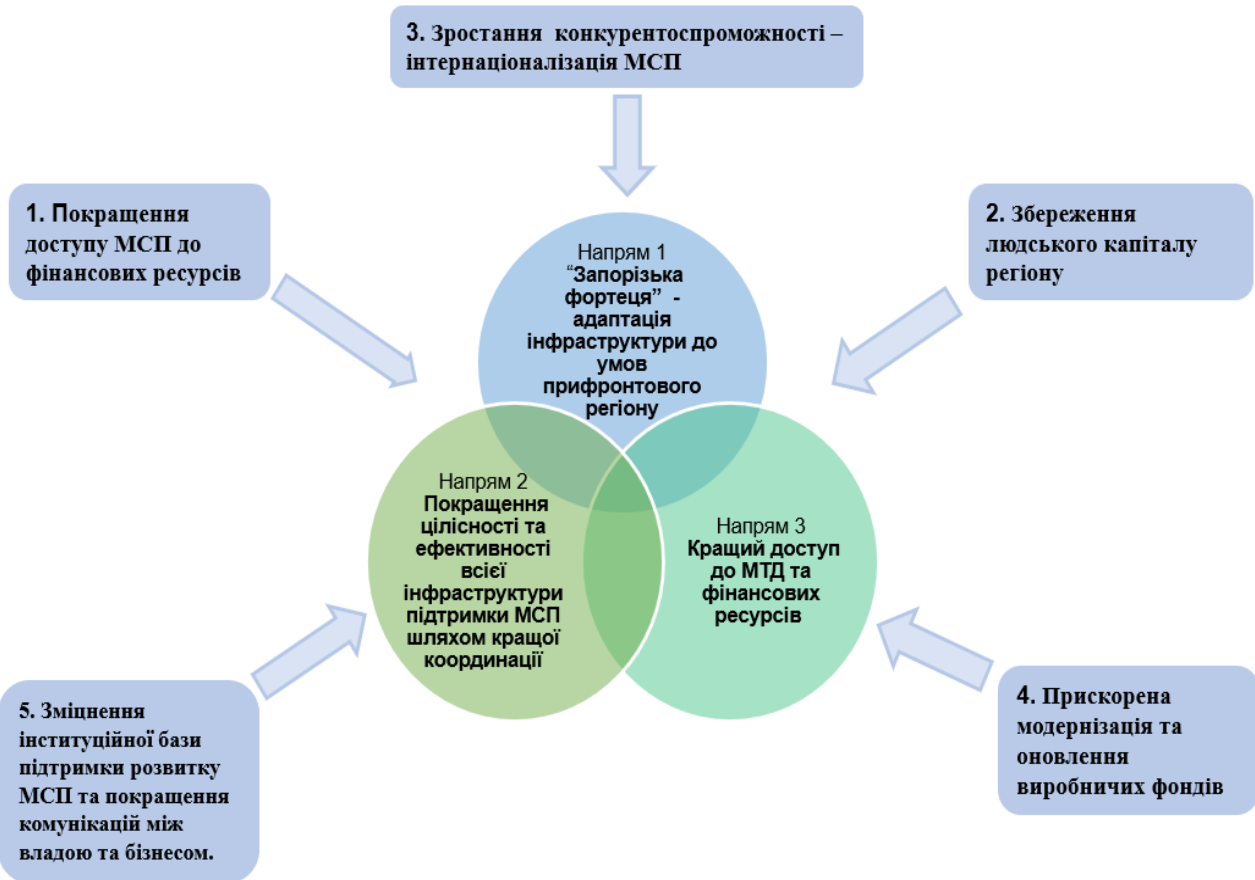 3. Зростання конкурентоспроможності –
інтернаціоналізація МСП
1. Покращення
доступу МСП до
фінансових ресурсів
2. Збереження
людського капіталу
регіону
Напрям 1
“Запорізька
фортеця” -
адаптація
інфраструктури до
умов
прифронтового
регіону
Напрям 2
Покращення
цілісності та
ефективності
всієї
інфраструктури
підтримки МСП
шляхом кращої
координації
Напрям 3
Кращий доступ
до МТД та
фінансових
ресурсів
5. Зміцнення
інституційної бази
підтримки розвитку
МСП та покращення
комунікацій між
владою та бізнесом.
4. Прискорена
модернізація та
оновлення
виробничих фондів